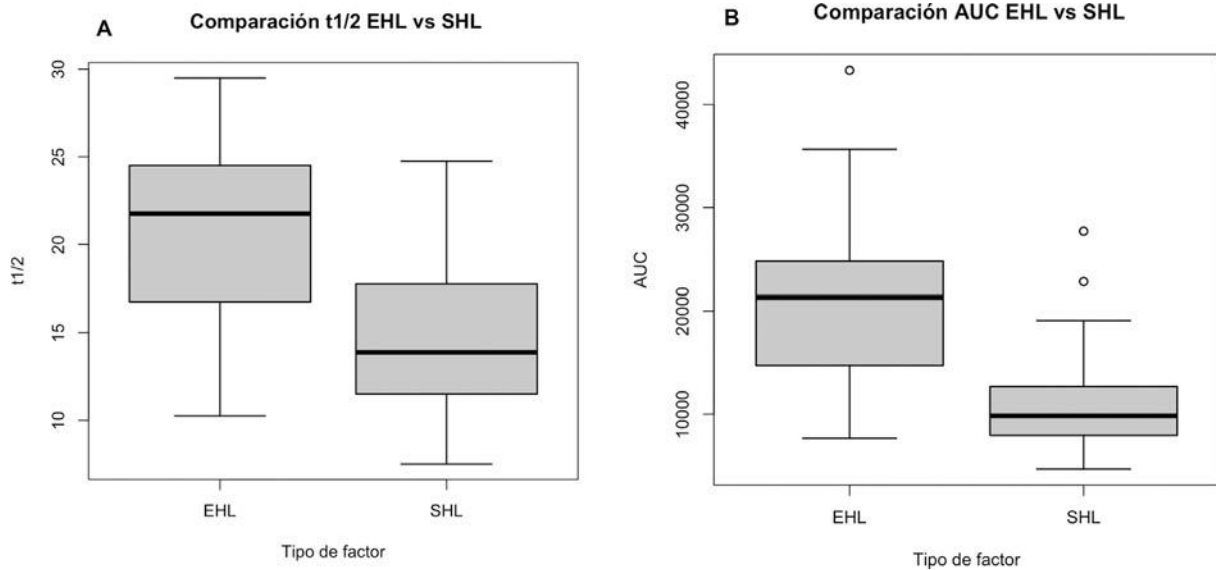 A
Comparación t1/2 EHL vs SHL
t1/2
30
25
20
15
10
EHL
SHL
Tipo de factor
B
Comparación AUC EHL vs SHL
AUC
40000
30000
20000
10000
EHL
SHL
Tipo de factor